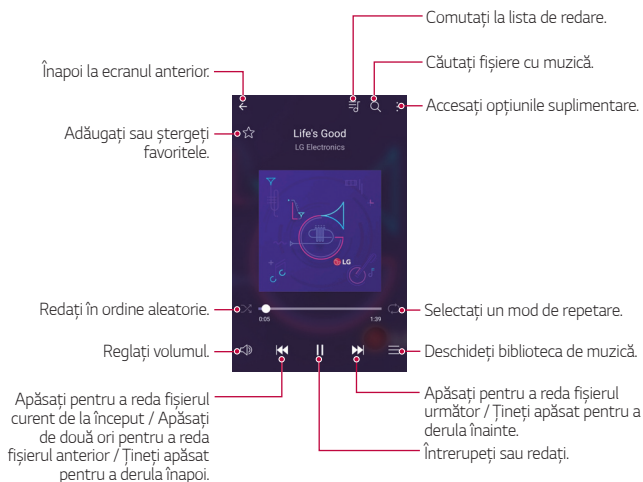 Comutați la lista de redare.
Înapoi la ecranul anterior.
Căutați fișiere cu muzică.
Accesați opțiunile suplimentare.
Adăugați sau ștergeți
favoritele.
Life's Good
LG Electronics
LG
Redați în ordine aleatorie.
0:05
1:39
Selectați un mod de repetare.
Reglați volumul.
Deschideți biblioteca de muzică.
Apăsați pentru a reda fișierul
curent de la început / Apăsați
de două ori pentru a reda
fișierul anterior / Țineți apăsat
pentru a derula înapoi.
Apăsați pentru a reda fișierul
următor / Țineți apăsat pentru a
derula înainte.
Întrerupeți sau redați.